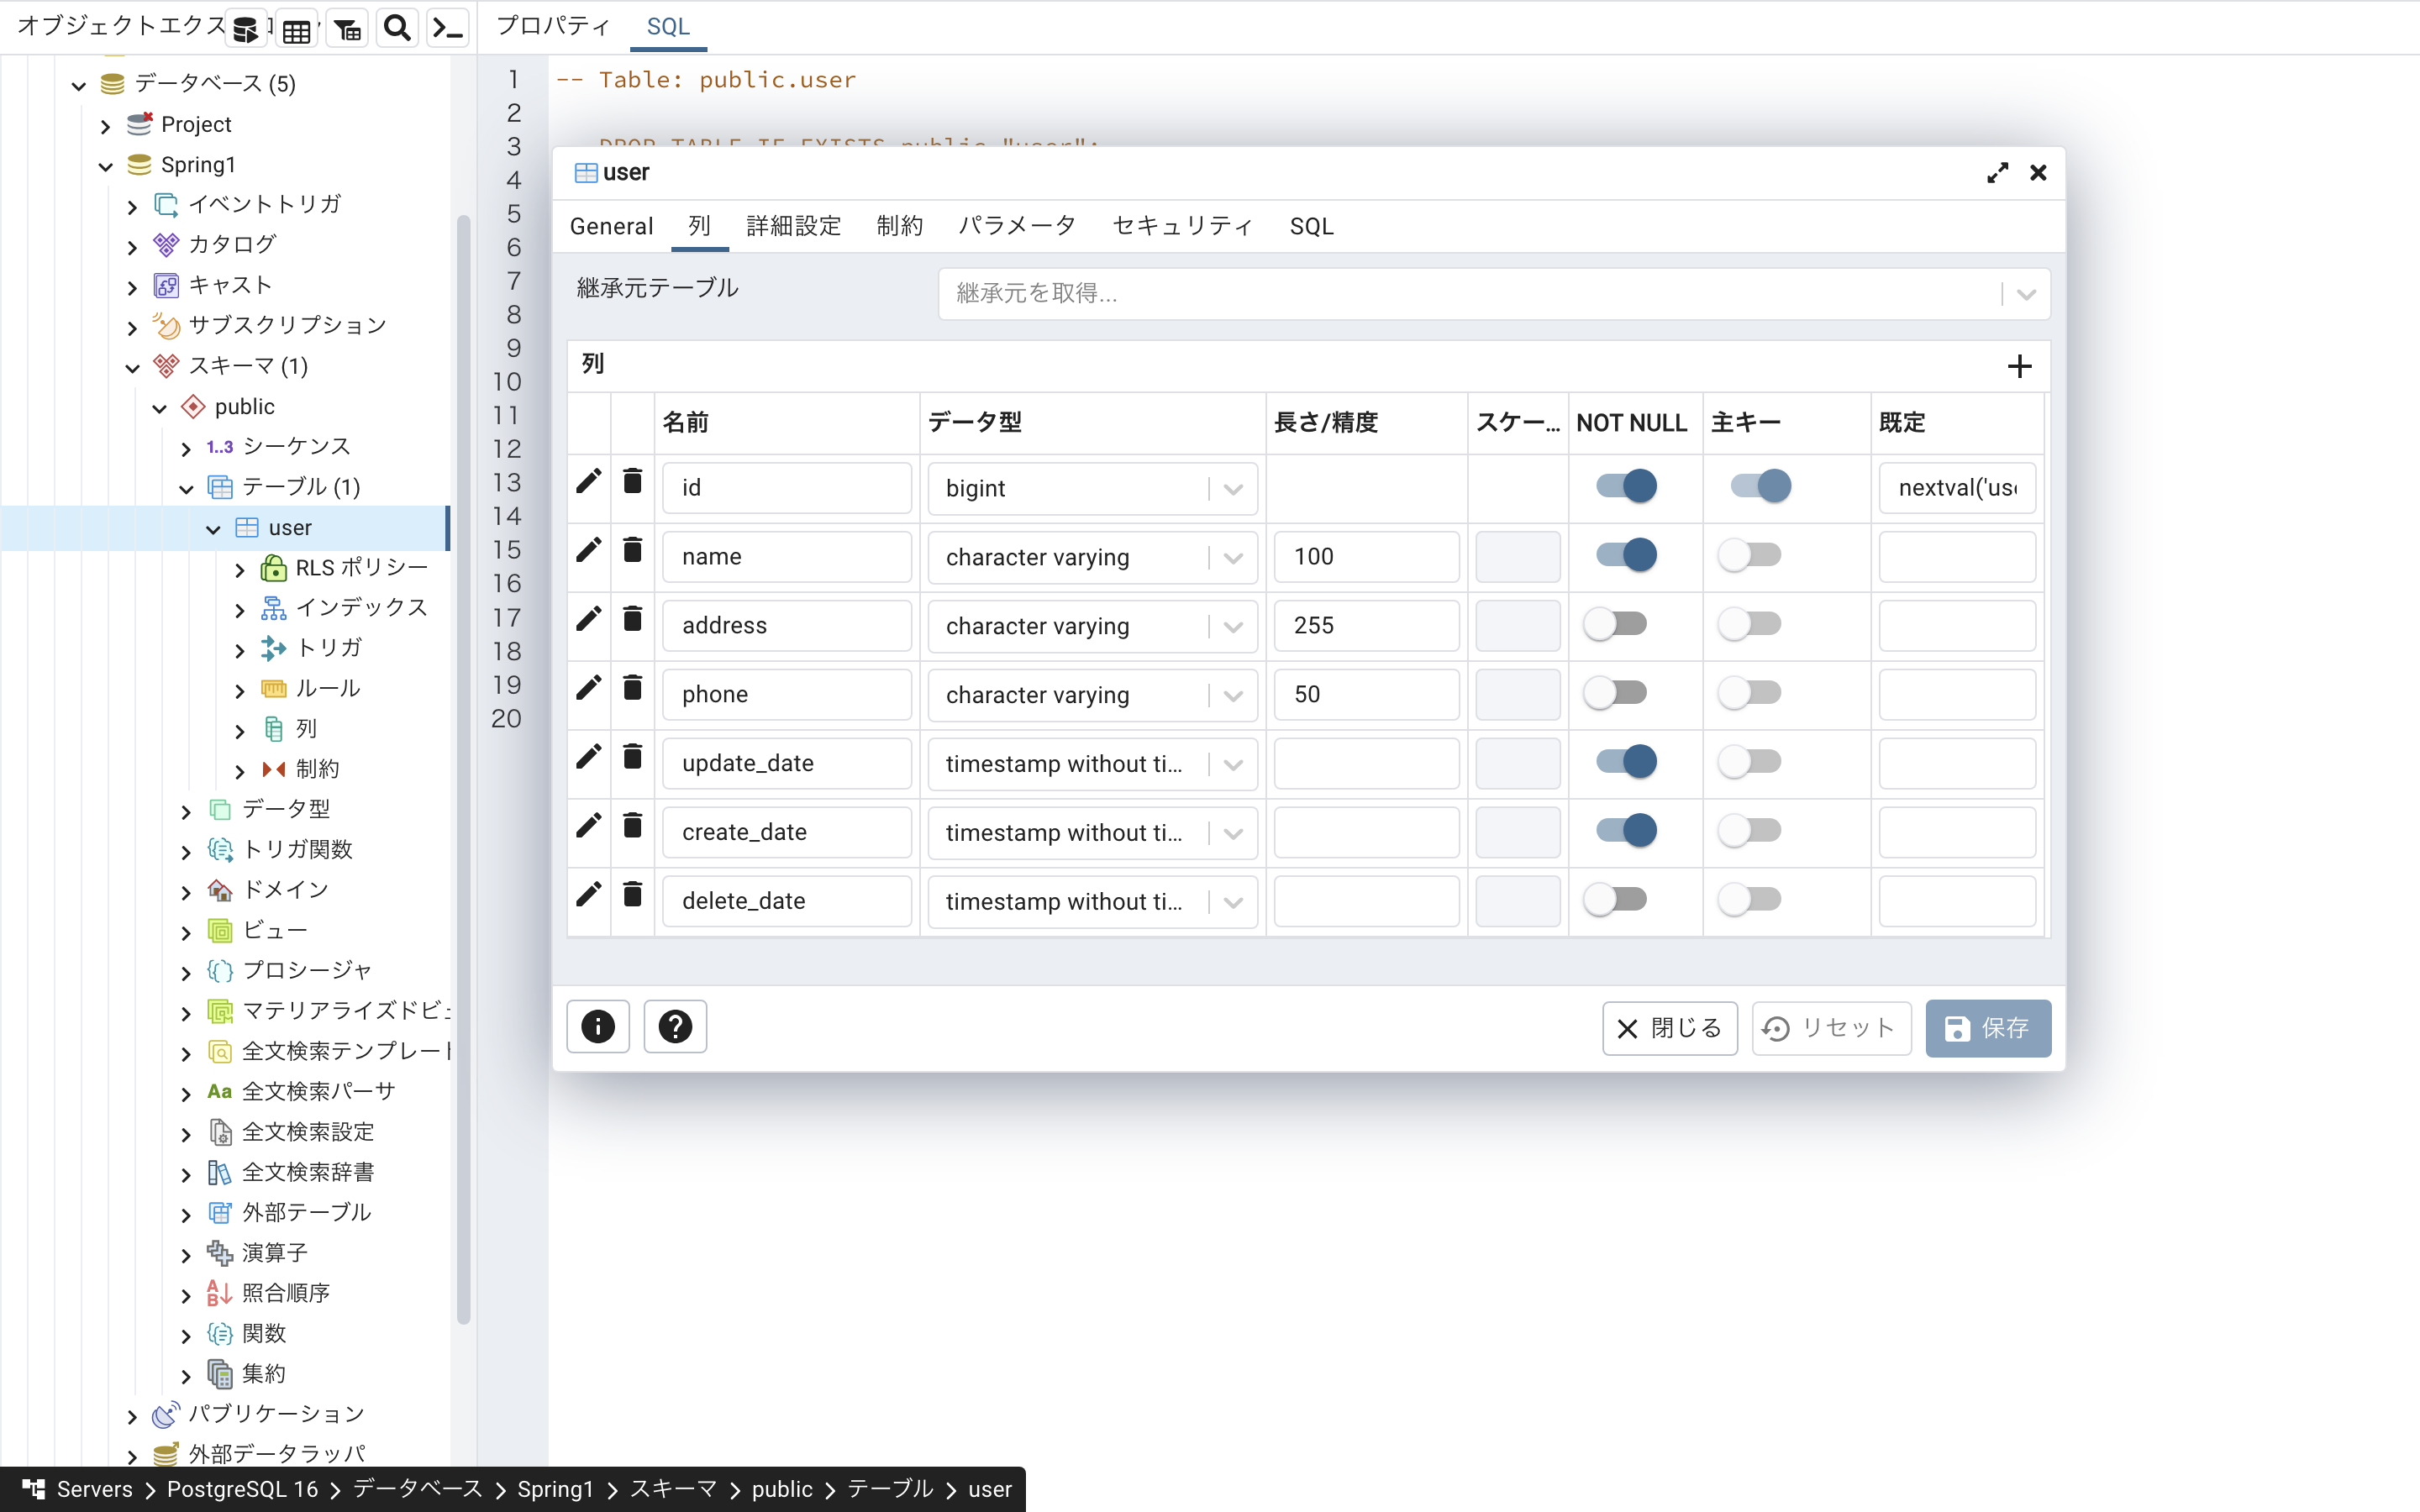 オブジェクトエクス
プロパティ
SQL
データベース (5)
Project
Spring1
イベントトリガ
カタログ
キャスト
サブスクリプション
スキーマ (1)
public
1..3 シーケンス
テーブル (1)
user
RLS ポリシー
インデックス
トリガ
ルール
列
制約
データ型
トリガ関数
ドメイン
ビュー
プロシージャ
マテリアライズドビュ
全文検索テンプレート
Aa 全文検索パーサ
全文検索設定
全文検索辞書
外部テーブル
演算子
照合順序
関数
集約
パブリケーション
外部データラッパ
1 -- Table: public.user
2
3 DROP TABLE IF EXISTS public."user";
4
5
6
7
8
9
10
11
12
13
14
15
16
17
18
19
20
user
General 列 詳細設定 制約 パラメータ セキュリティ SQL
継承元テーブル 継承元を取得...
列
名前 データ型 長さ/精度 スケー... NOT NULL 主キー 既定
id bigint nextval('use
name character varying 100
address character varying 255
phone character varying 50
update_date timestamp without ti...
create_date timestamp without ti...
delete_date timestamp without ti...
閉じる リセット 保存
Servers > PostgreSQL 16 > データベース > Spring1 > スキーマ > public > テーブル > user